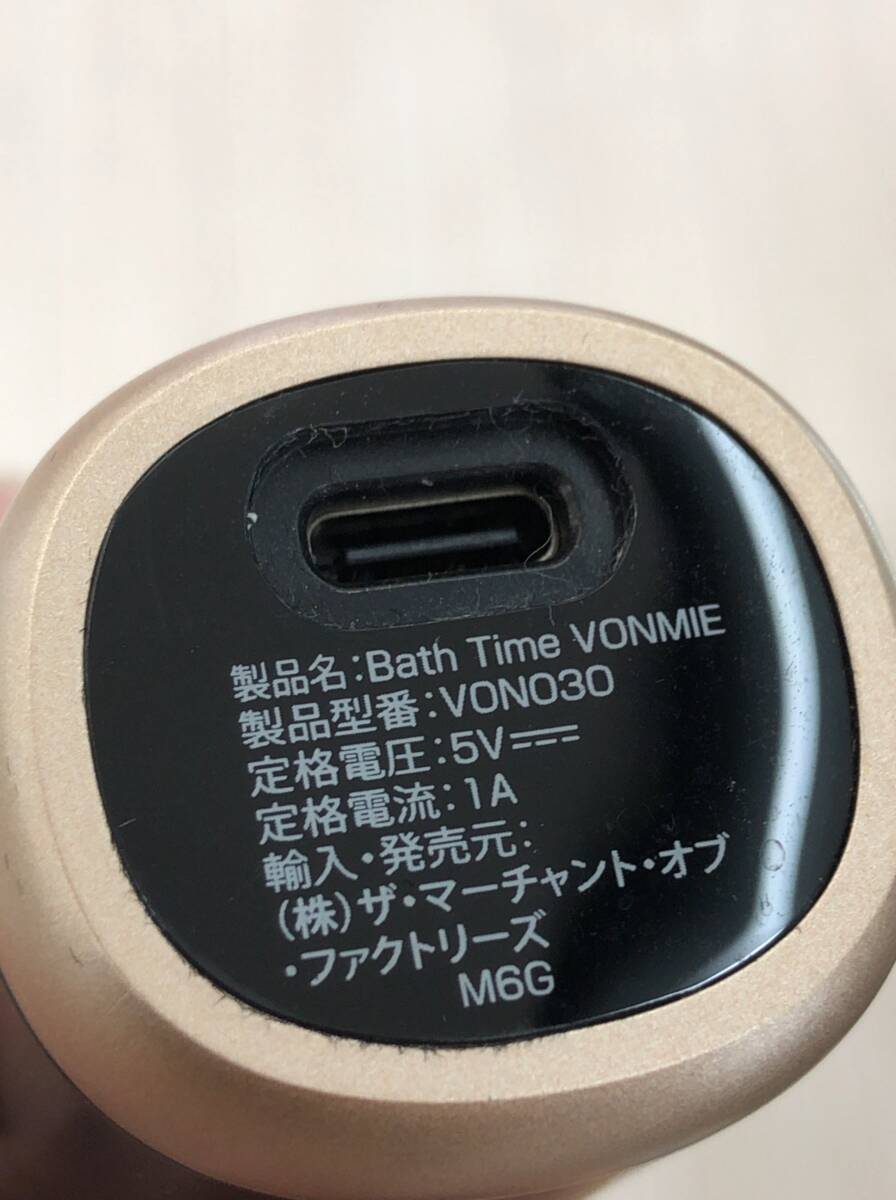 製品名:Bath Time VONMIE
製品型番:VON030
定格電圧:5V⎓
定格電流:1A
輸入・発売元:
(株)ザ・マーチャント・オブ
・ファクトリーズ
M6G